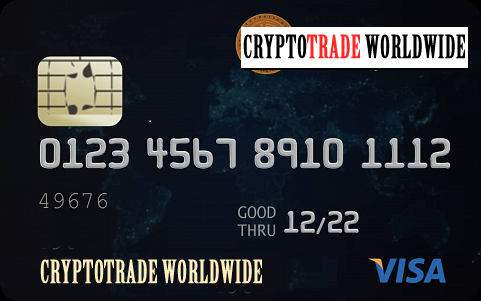 CRYPTOTRADE WORLDWIDE
0123 4567 8910 1112
49676
GOOD
THRU 12/22
CRYPTOTRADE WORLDWIDE
VISA